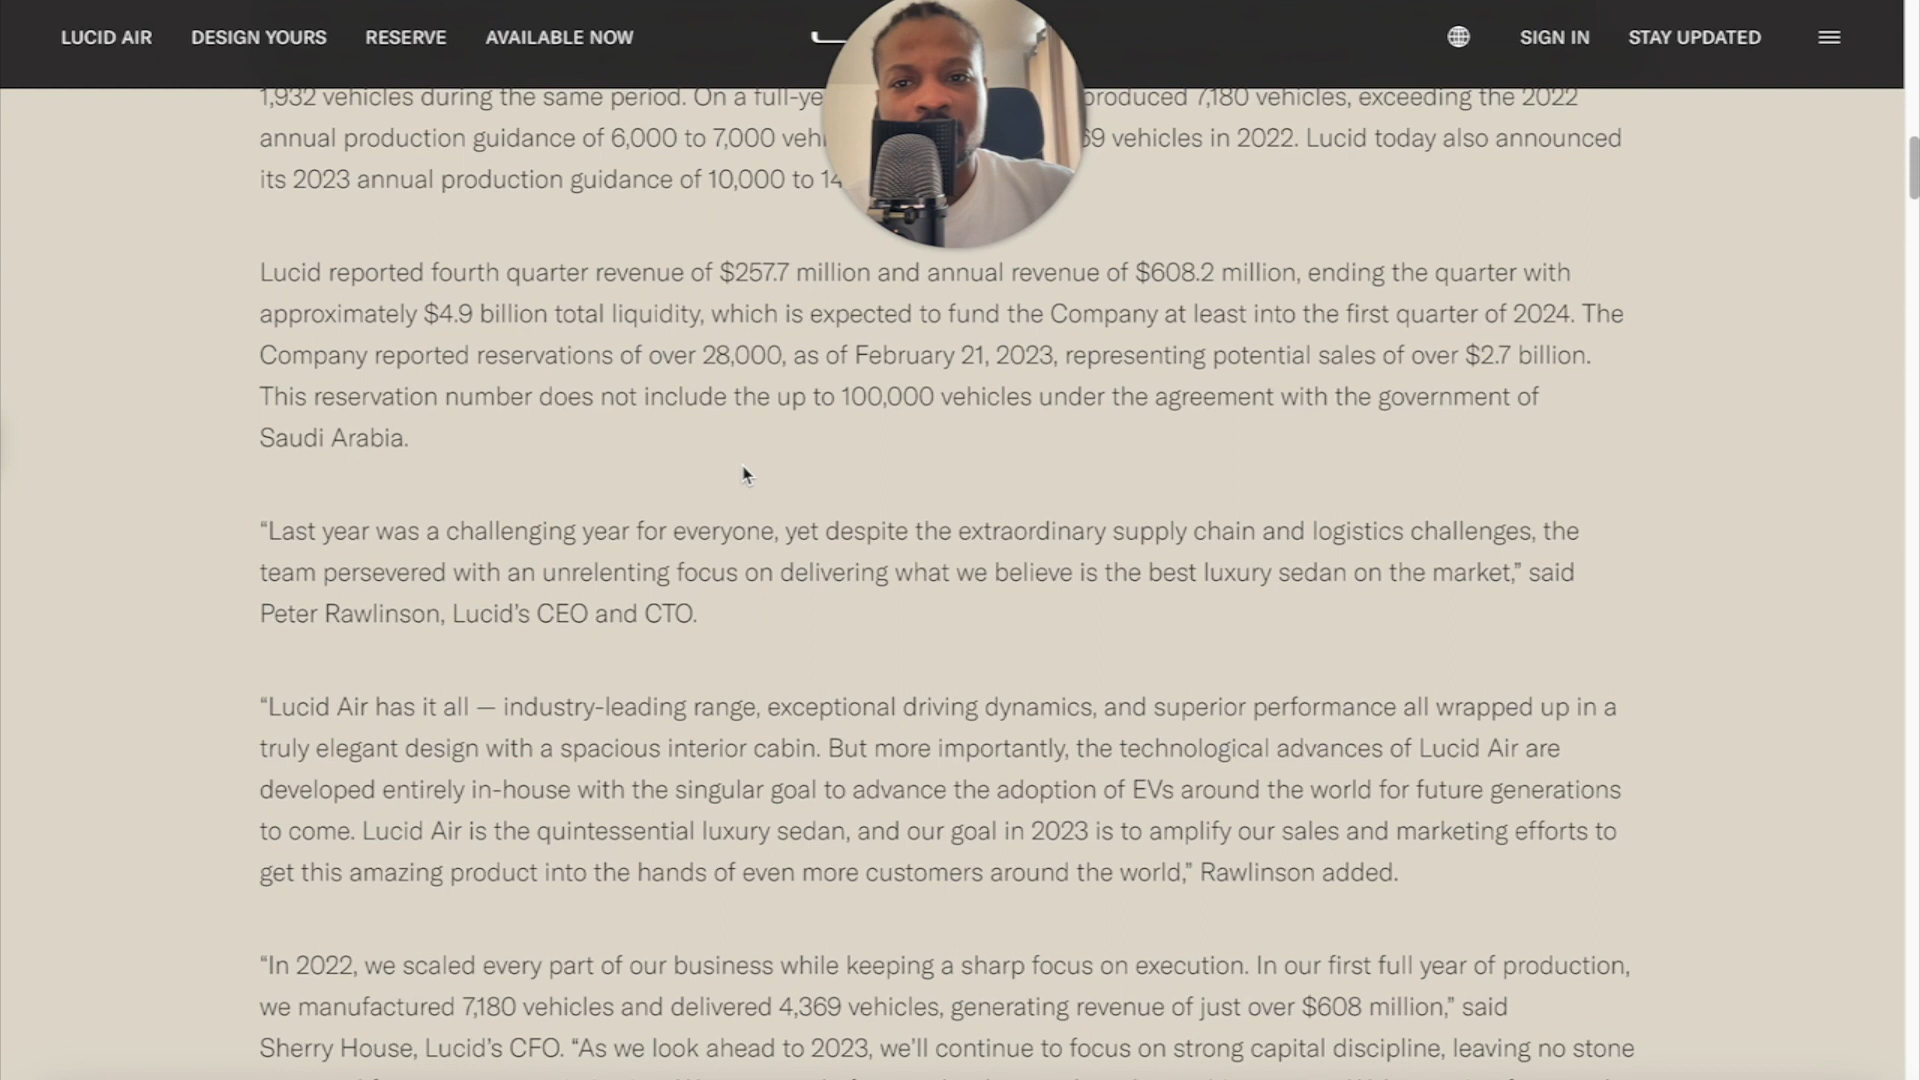 LUCID AIR DESIGN YOURS RESERVE AVAILABLE NOW SIGN IN STAY UPDATED
1,932 vehicles during the same period. On a full-ye produced 7,180 vehicles, exceeding the 2022
annual production guidance of 6,000 to 7,000 vehi 69 vehicles in 2022. Lucid today also announced
its 2023 annual production guidance of 10,000 to 14
Lucid reported fourth quarter revenue of $257.7 million and annual revenue of $608.2 million, ending the quarter with
approximately $4.9 billion total liquidity, which is expected to fund the Company at least into the first quarter of 2024. The
Company reported reservations of over 28,000, as of February 21, 2023, representing potential sales of over $2.7 billion.
This reservation number does not include the up to 100,000 vehicles under the agreement with the government of
Saudi Arabia.
“Last year was a challenging year for everyone, yet despite the extraordinary supply chain and logistics challenges, the
team persevered with an unrelenting focus on delivering what we believe is the best luxury sedan on the market,” said
Peter Rawlinson, Lucid’s CEO and CTO.
“Lucid Air has it all — industry-leading range, exceptional driving dynamics, and superior performance all wrapped up in a
truly elegant design with a spacious interior cabin. But more importantly, the technological advances of Lucid Air are
developed entirely in-house with the singular goal to advance the adoption of EVs around the world for future generations
to come. Lucid Air is the quintessential luxury sedan, and our goal in 2023 is to amplify our sales and marketing efforts to
get this amazing product into the hands of even more customers around the world,” Rawlinson added.
“In 2022, we scaled every part of our business while keeping a sharp focus on execution. In our first full year of production,
we manufactured 7,180 vehicles and delivered 4,369 vehicles, generating revenue of just over $608 million,” said
Sherry House, Lucid’s CFO. “As we look ahead to 2023, we’ll continue to focus on strong capital discipline, leaving no stone